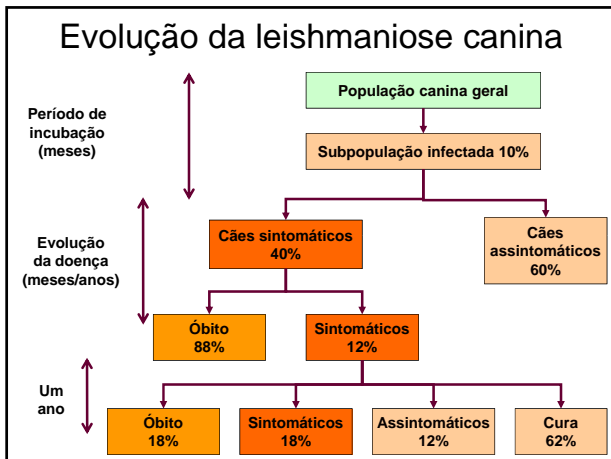 Evolução da leishmaniose canina
População canina geral
Período de
incubação
(meses)
Subpopulação infectada 10%
Cães sintomáticos
40%
Cães
assintomáticos
60%
Evolução
da doença
(meses/anos)
Óbito
88%
Sintomáticos
12%
Um
ano
Óbito
18%
Sintomáticos
18%
Assintomáticos
12%
Cura
62%